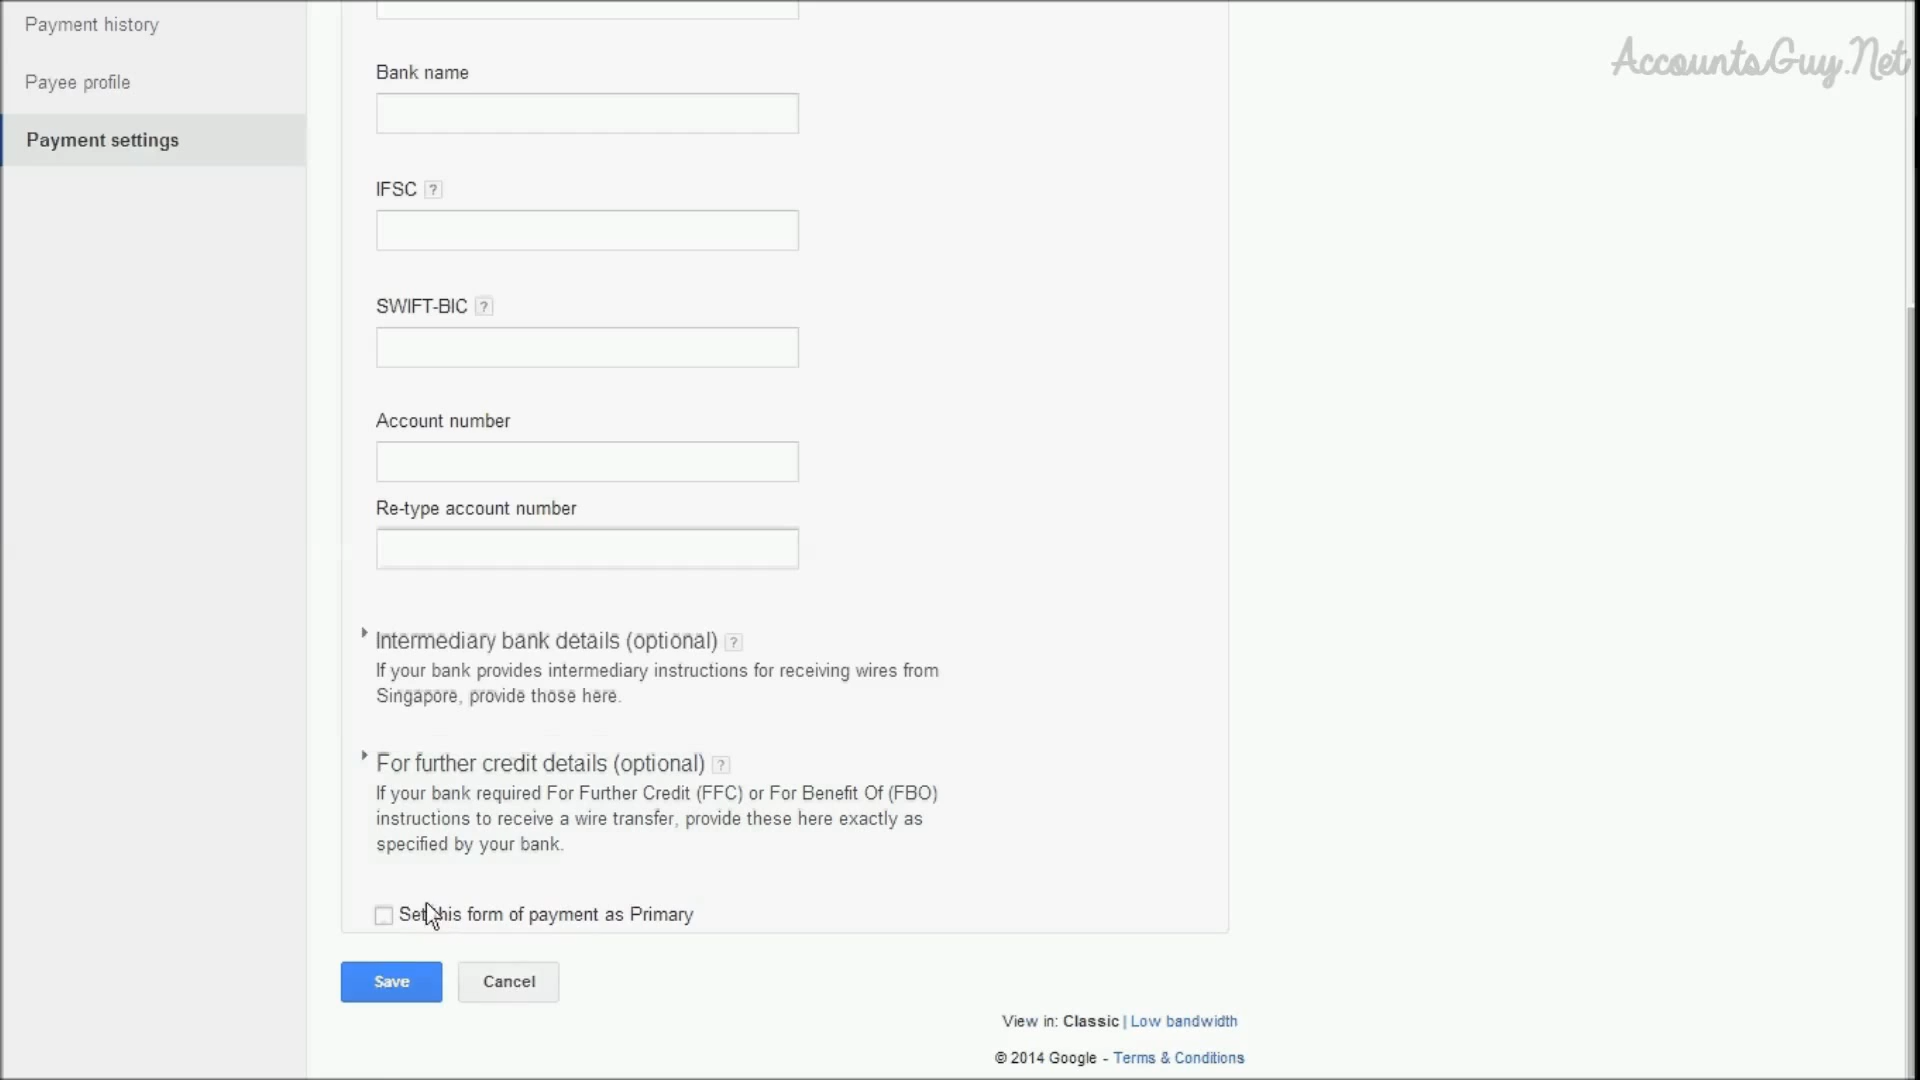 Payment history
Payee profile
Payment settings
AccountsGuy.Net
Bank name
IFSC ?
SWIFT-BIC ?
Account number
Re-type account number
Intermediary bank details (optional) ?
If your bank provides intermediary instructions for receiving wires from
Singapore, provide those here.
For further credit details (optional) ?
If your bank required For Further Credit (FFC) or For Benefit Of (FBO)
instructions to receive a wire transfer, provide these here exactly as
specified by your bank.
Set this form of payment as Primary
Save Cancel
View in: Classic | Low bandwidth
© 2014 Google - Terms & Conditions